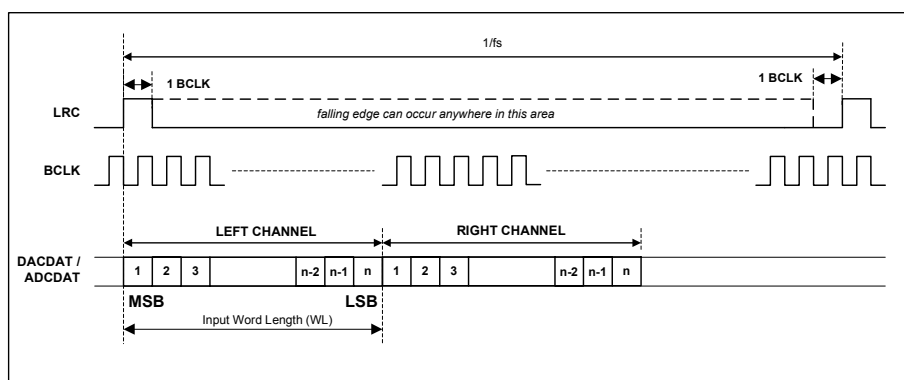 1/fs
1 BCLK
1 BCLK
LRC
falling edge can occur anywhere in this area
BCLK
LEFT CHANNEL
RIGHT CHANNEL
DACDAT /
ADCDAT
1 2 3 n-2 n-1 n 1 2 3 n-2 n-1 n
MSB LSB
Input Word Length (WL)